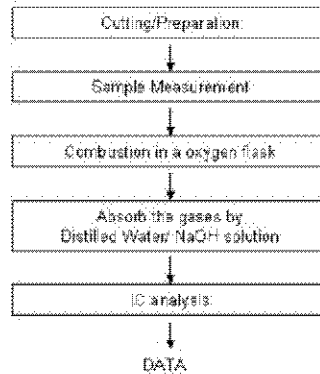 Cutting/Preparation
Sample Measurement
Combustion in a oxygen flask
Absorb the gases by
Distilled Water/ NaOH solution
IC analysis
DATA